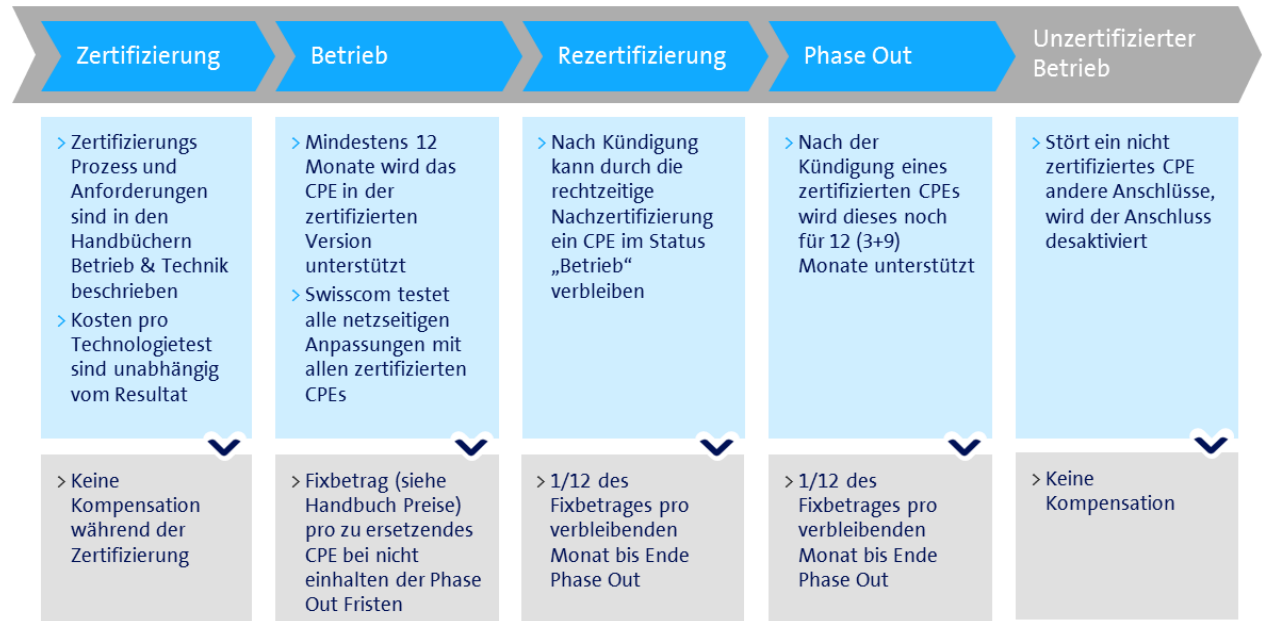 Zertifizierung
Betrieb
Rezertifizierung
Phase Out
Unzertifizierter
Betrieb
> Zertifizierungs
Prozess und
Anforderungen
sind in den
Handbüchern
Betrieb & Technik
beschrieben
> Kosten pro
Technologietest
sind unabhängig
vom Resultat
> Mindestens 12
Monate wird das
CPE in der
zertifizierten
Version
unterstützt
> Swisscom testet
alle netzseitigen
Anpassungen mit
allen zertifizierten
CPEs
> Nach Kündigung
kann durch die
rechtzeitige
Nachzertifizierung
ein CPE im Status
„Betrieb“
verbleiben
> Nach der
Kündigung eines
zertifizierten CPEs
wird dieses noch
für 12 (3+9)
Monate unterstützt
> Stört ein nicht
zertifiziertes CPE
andere Anschlüsse,
wird der Anschluss
desaktiviert
> Keine
Kompensation
während der
Zertifizierung
> Fixbetrag (siehe
Handbuch Preise)
pro zu ersetzendes
CPE bei nicht
einhalten der Phase
Out Fristen
> 1/12 des
Fixbetrages pro
verbleibenden
Monat bis Ende
Phase Out
> 1/12 des
Fixbetrages pro
verbleibenden
Monat bis Ende
Phase Out
> Keine
Kompensation